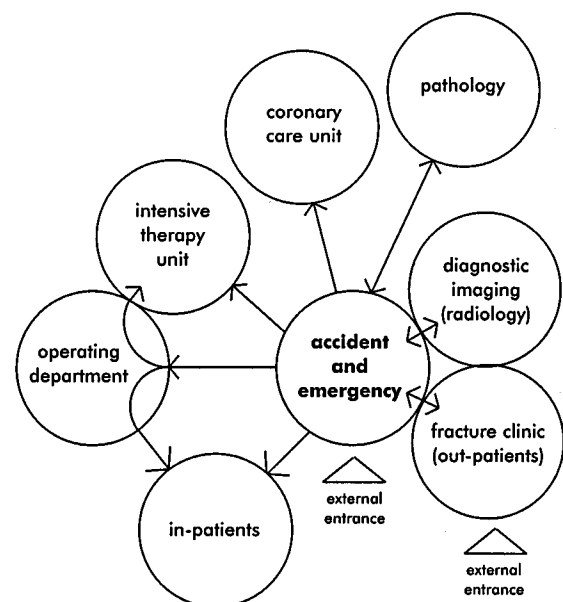 pathology
coronary
care unit
intensive
therapy
unit
diagnostic
imaging
(radiology)
operating
department
accident
and
emergency
fracture clinic
(out-patients)
in-patients
external
entrance
external
entrance